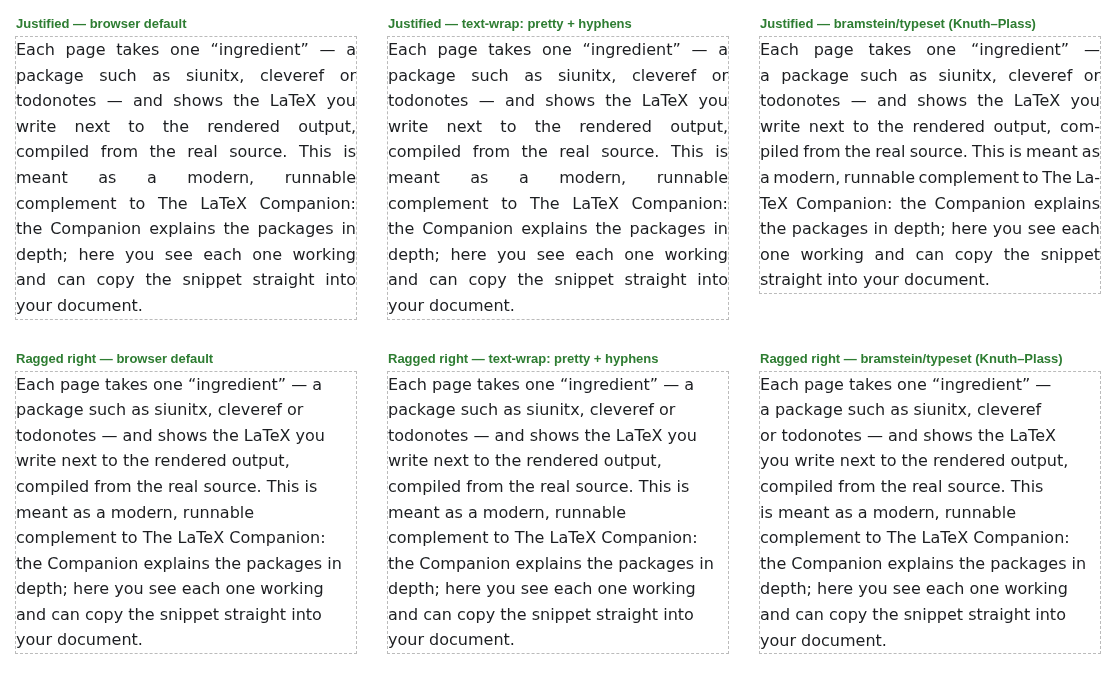 Justified — browser default
Each page takes one “ingredient” — a
package such as siunitx, cleveref or
todonotes — and shows the LaTeX you
write next to the rendered output,
compiled from the real source. This is
meant as a modern, runnable
complement to The LaTeX Companion:
the Companion explains the packages in
depth; here you see each one working
and can copy the snippet straight into
your document.
Justified — text-wrap: pretty + hyphens
Each page takes one “ingredient” — a
package such as siunitx, cleveref or
todonotes — and shows the LaTeX you
write next to the rendered output,
compiled from the real source. This is
meant as a modern, runnable
complement to The LaTeX Companion:
the Companion explains the packages in
depth; here you see each one working
and can copy the snippet straight into
your document.
Justified — bramstein/typeset (Knuth–Plass)
Each page takes one “ingredient” —
a package such as siunitx, cleveref or
todonotes — and shows the LaTeX you
write next to the rendered output, com-
piled from the real source. This is meant as
a modern, runnable complement to The La-
TeX Companion: the Companion explains
the packages in depth; here you see each
one working and can copy the snippet
straight into your document.
Ragged right — browser default
Each page takes one “ingredient” — a
package such as siunitx, cleveref or
todonotes — and shows the LaTeX you
write next to the rendered output,
compiled from the real source. This is
meant as a modern, runnable
complement to The LaTeX Companion:
the Companion explains the packages in
depth; here you see each one working
and can copy the snippet straight into
your document.
Ragged right — text-wrap: pretty + hyphens
Each page takes one “ingredient” — a
package such as siunitx, cleveref or
todonotes — and shows the LaTeX you
write next to the rendered output,
compiled from the real source. This is
meant as a modern, runnable
complement to The LaTeX Companion:
the Companion explains the packages in
depth; here you see each one working
and can copy the snippet straight into
your document.
Ragged right — bramstein/typeset (Knuth–Plass)
Each page takes one “ingredient” —
a package such as siunitx, cleveref
or todonotes — and shows the LaTeX
you write next to the rendered output,
compiled from the real source. This
is meant as a modern, runnable
complement to The LaTeX Companion:
the Companion explains the packages in
depth; here you see each one working
and can copy the snippet straight into
your document.